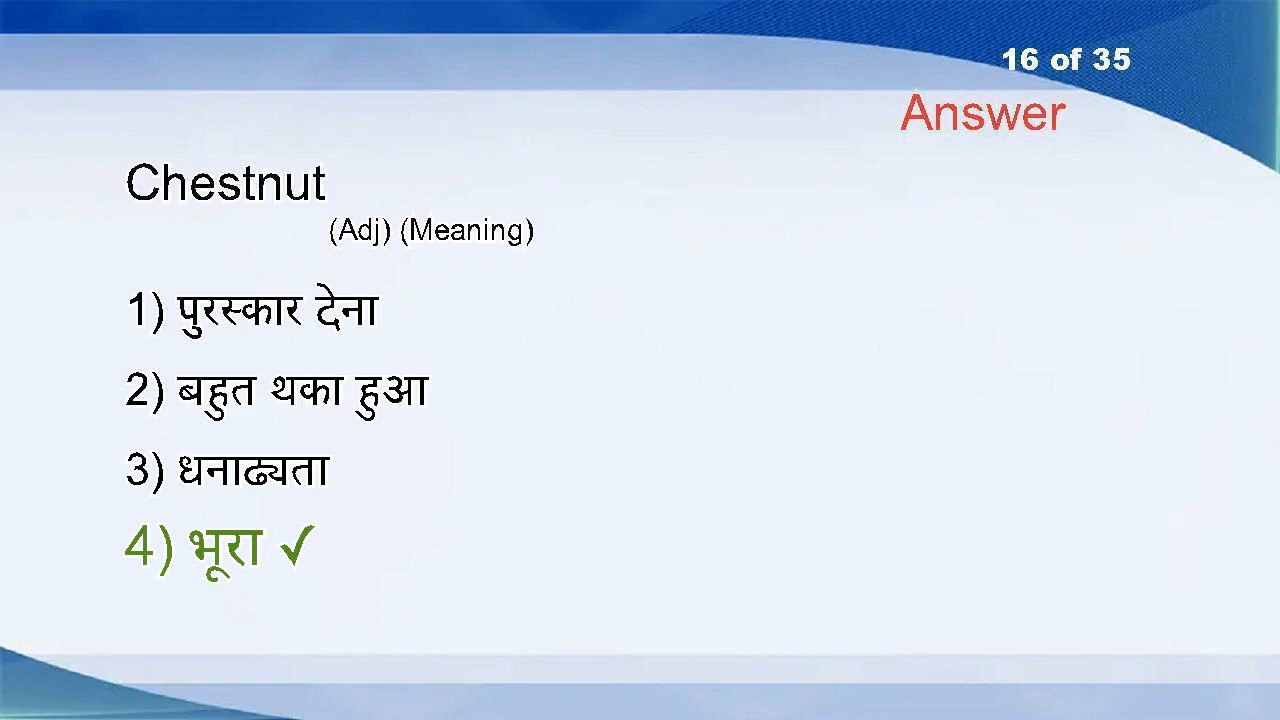 16 of 35
Answer
Chestnut
(Adj) (Meaning)
1) पुरस्कार देना
2) बहुत थका हुआ
3) धनाढ्यता
4) भूरा ✓